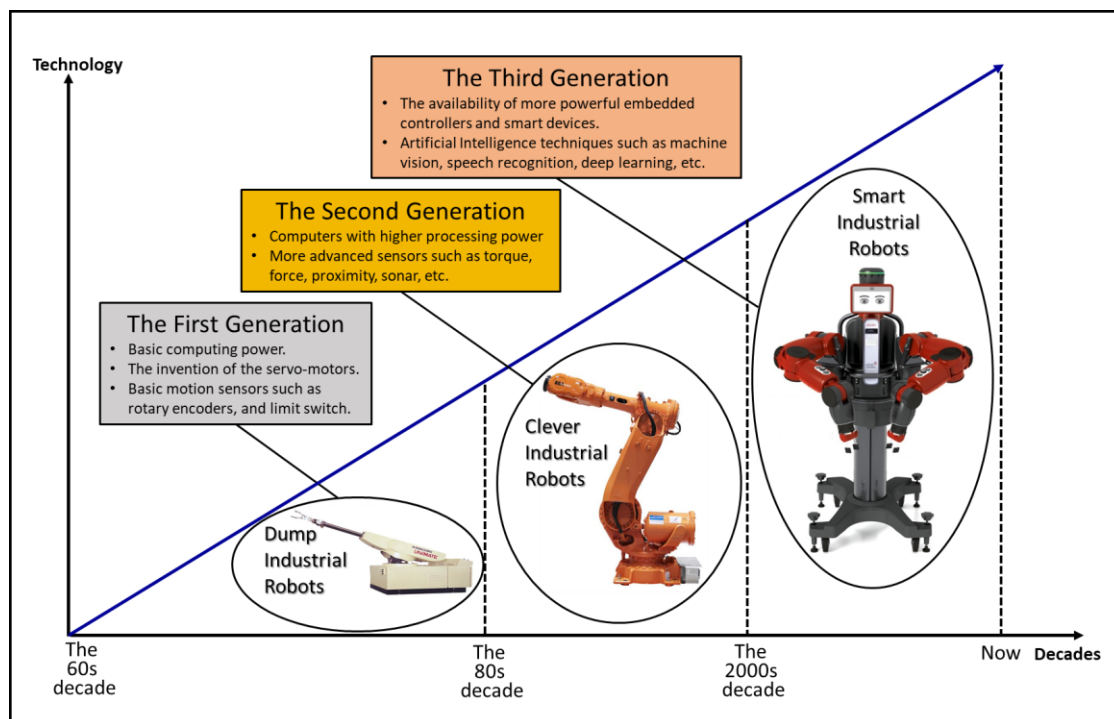 Technology
The Third Generation
• The availability of more powerful embedded
controllers and smart devices.
• Artificial Intelligence techniques such as machine
vision, speech recognition, deep learning, etc.
The Second Generation
• Computers with higher processing power
• More advanced sensors such as torque,
force, proximity, sonar, etc.
The First Generation
• Basic computing power.
• The invention of the servo-motors.
• Basic motion sensors such as
rotary encoders, and limit switch.
Smart
Industrial
Robots
Clever
Industrial
Robots
Dump
Industrial
Robots
UNIMATE
The
60s
decade
The
80s
decade
The
2000s
decade
Now
Decades